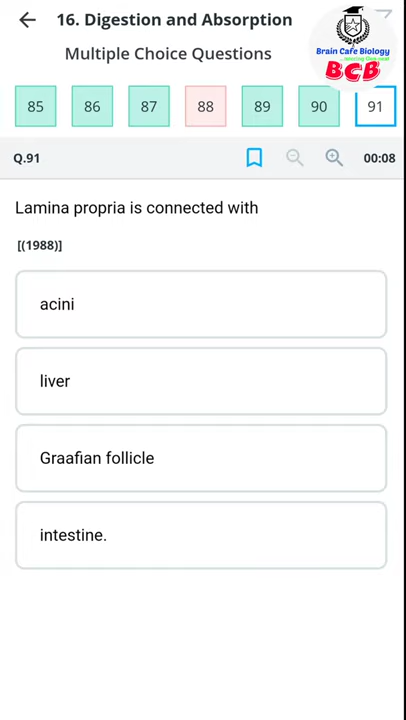 16. Digestion and Absorption
Multiple Choice Questions
Brain Cafe Biology
BCB
85 86 87 88 89 90 91
Q.91 00:08
Lamina propria is connected with
[(1988)]
acini
liver
Graafian follicle
intestine.